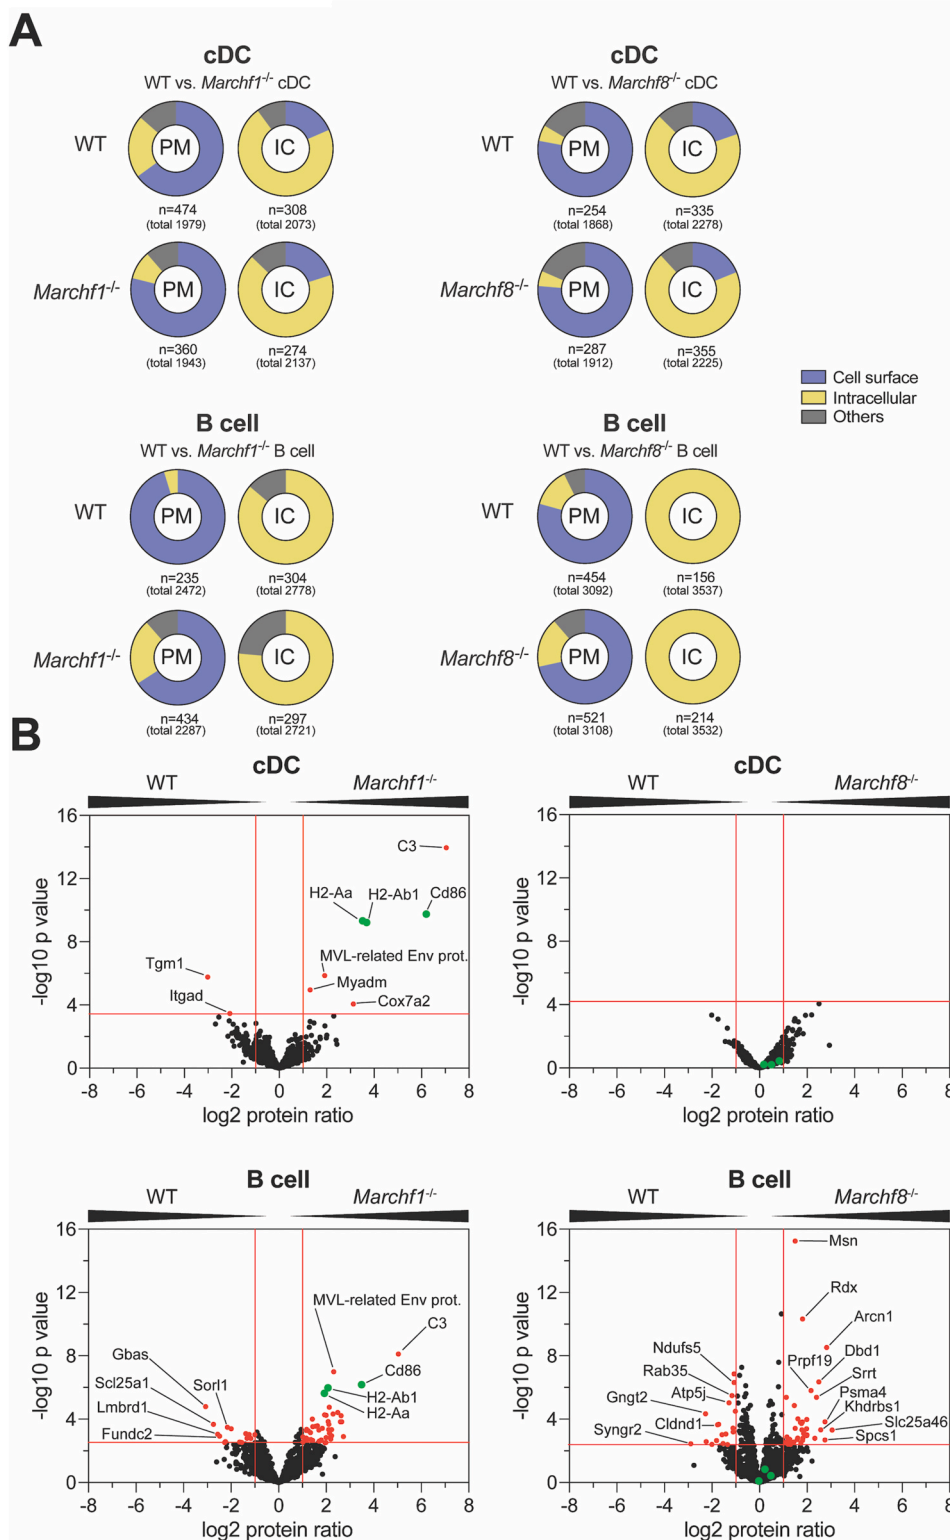 A
cDC
WT vs. Marchf1-/- cDC
WT
PM
IC
n=474
(total 1979)
n=308
(total 2073)
Marchf1-/-
PM
IC
n=360
(total 1943)
n=274
(total 2137)
cDC
WT vs. Marchf8-/- cDC
WT
PM
IC
n=254
(total 1868)
n=335
(total 2278)
Marchf8-/-
PM
IC
n=287
(total 1912)
n=355
(total 2225)
Cell surface
Intracellular
Others
B cell
WT vs. Marchf1-/- B cell
WT
PM
IC
n=235
(total 2472)
n=304
(total 2778)
Marchf1-/-
PM
IC
n=434
(total 2287)
n=297
(total 2721)
B cell
WT vs. Marchf8-/- B cell
WT
PM
IC
n=454
(total 3092)
n=156
(total 3537)
Marchf8-/-
PM
IC
n=521
(total 3108)
n=214
(total 3532)
B
cDC
WT
Marchf1-/-
16
12
8
4
0
-log10 p value
C3
H2-Aa
H2-Ab1
Cd86
MVL-related Env prot.
Tgm1
Myadm
Itgad
Cox7a2
-8 -6 -4 -2 0 2 4 6 8
log2 protein ratio
cDC
WT
Marchf8-/-
16
12
8
4
0
-log10 p value
-8 -6 -4 -2 0 2 4 6 8
log2 protein ratio
B cell
WT
Marchf1-/-
16
12
8
4
0
-log10 p value
MVL-related Env prot.
C3
Gbas
Cd86
Scl25a1
Sorl1
H2-Ab1
Lmbrd1
H2-Aa
Fundc2
-8 -6 -4 -2 0 2 4 6 8
log2 protein ratio
B cell
WT
Marchf8-/-
16
12
8
4
0
-log10 p value
Msn
Rdx
Arcn1
Ndufs5
Dbd1
Prpf19
Rab35
Srrt
Gngt2
Atp5j
Psma4
Khdrbs1
Syngr2
Cldnd1
Slc25a46
Spcs1
-8 -6 -4 -2 0 2 4 6 8
log2 protein ratio